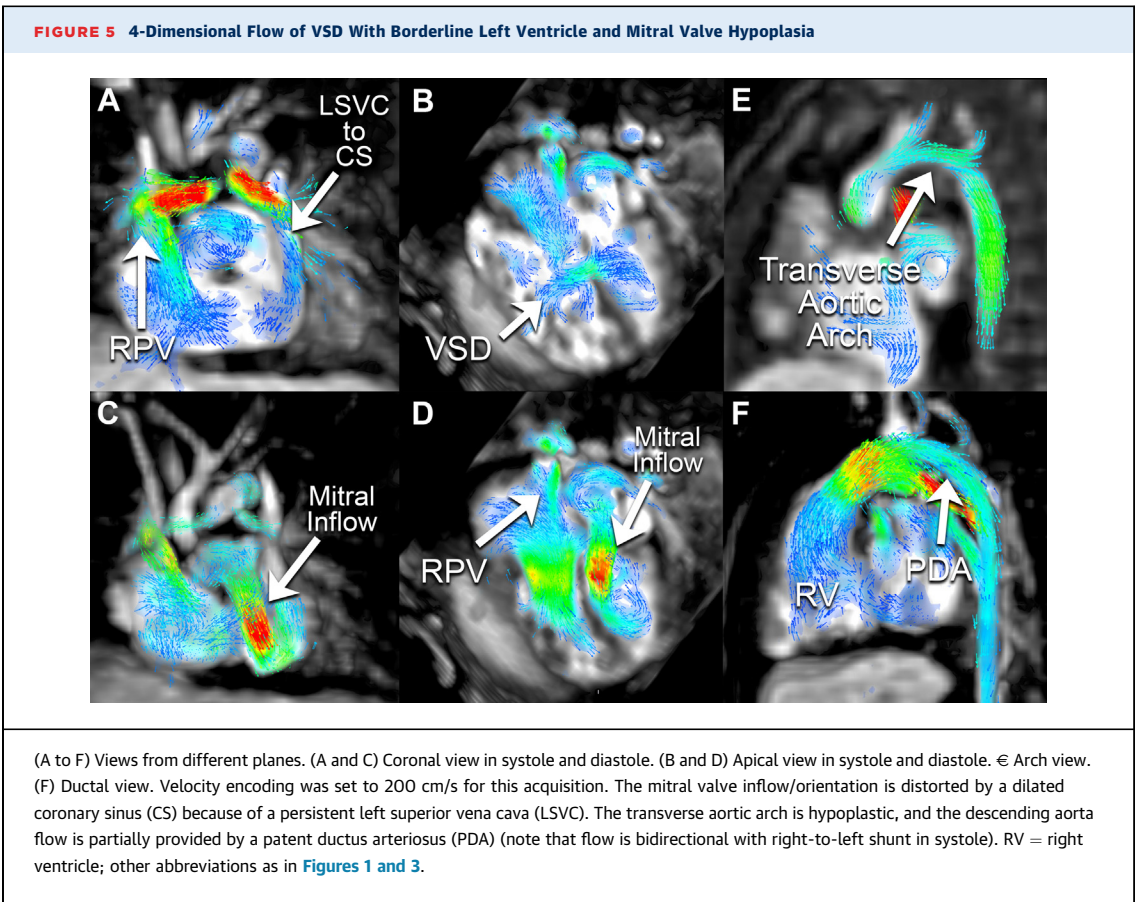 FIGURE 5 4-Dimensional Flow of VSD With Borderline Left Ventricle and Mitral Valve Hypoplasia
A
LSVC
to
CS
RPV
B
VSD
E
Transverse
Aortic
Arch
C
Mitral
Inflow
D
Mitral
Inflow
RPV
F
RV
PDA
(A to F) Views from different planes. (A and C) Coronal view in systole and diastole. (B and D) Apical view in systole and diastole. € Arch view.
(F) Ductal view. Velocity encoding was set to 200 cm/s for this acquisition. The mitral valve inflow/orientation is distorted by a dilated
coronary sinus (CS) because of a persistent left superior vena cava (LSVC). The transverse aortic arch is hypoplastic, and the descending aorta
flow is partially provided by a patent ductus arteriosus (PDA) (note that flow is bidirectional with right-to-left shunt in systole). RV = right
ventricle; other abbreviations as in Figures 1 and 3.